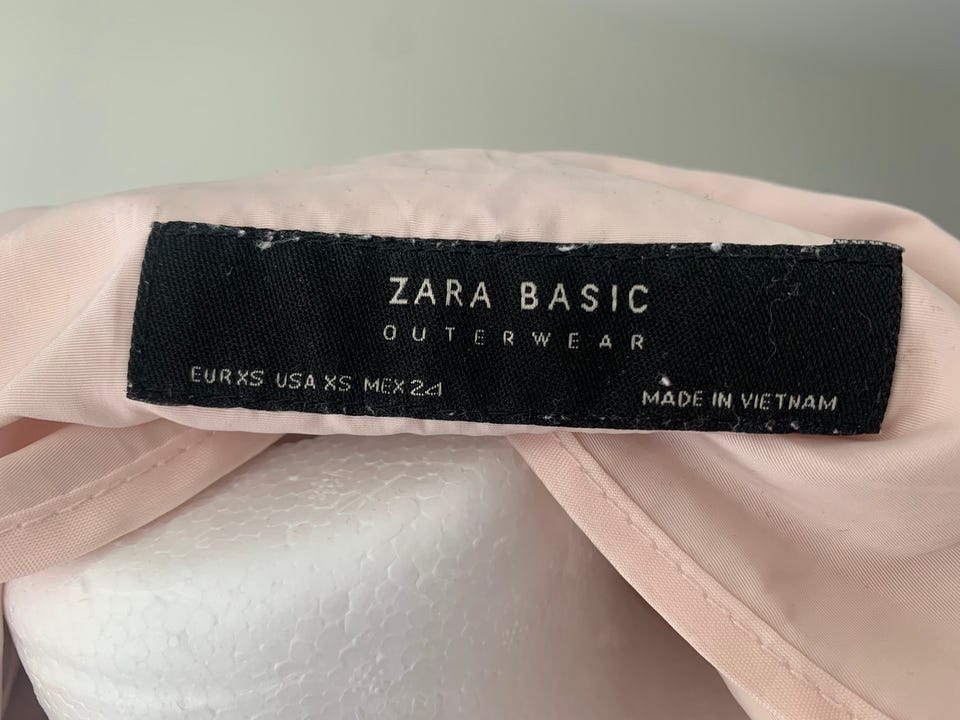 ZARA BASIC
OUTERWEAR
EUR XS USA XS MEX 24
MADE IN VIETNAM